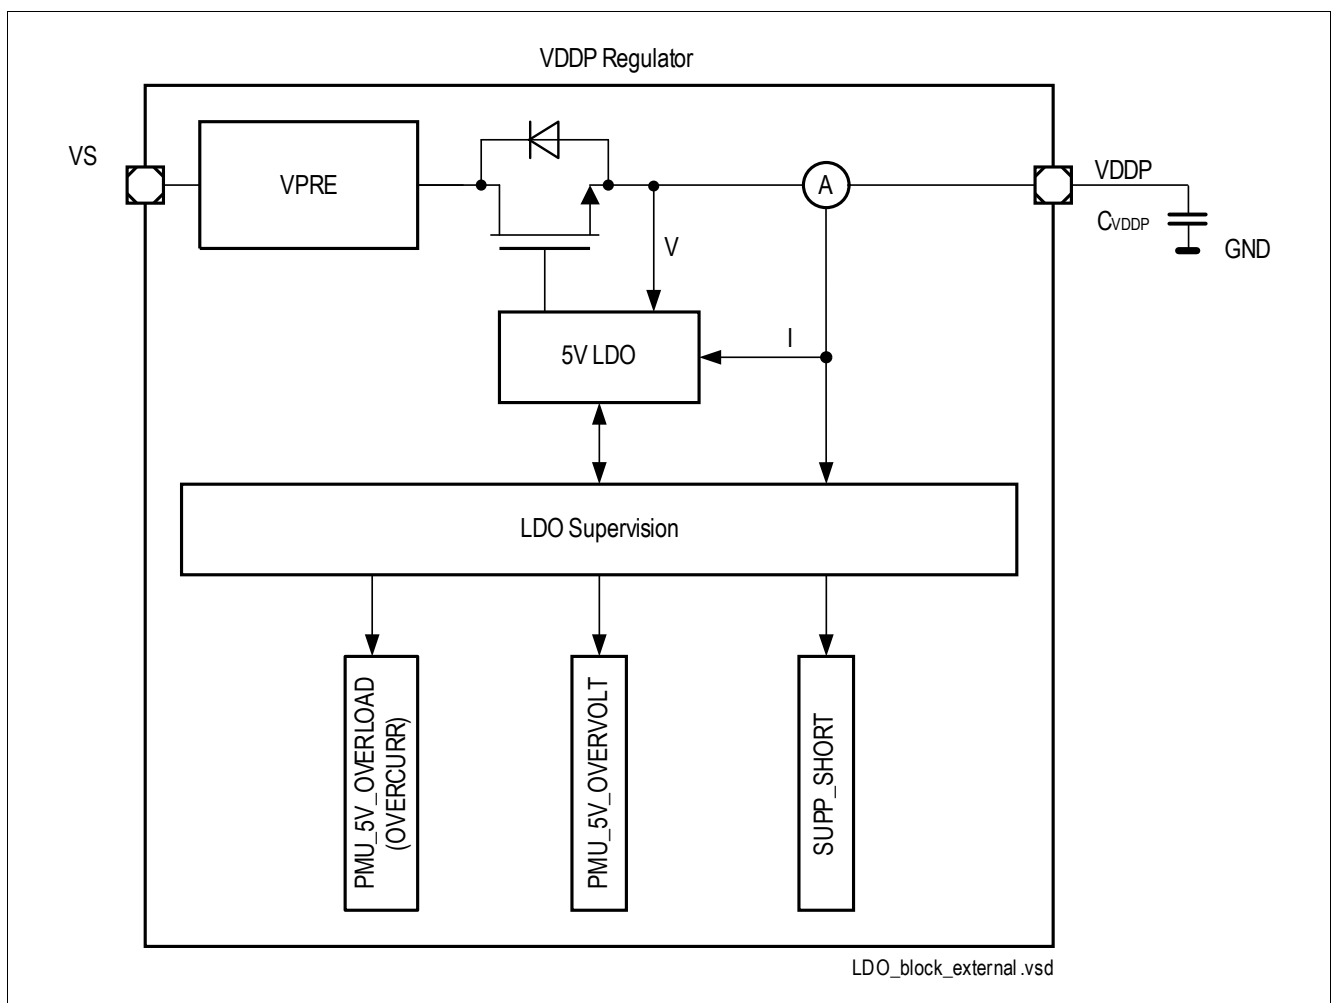 VDDP Regulator
VS
VPRE
A
VDDP
CVDDP
GND
V
I
5V LDO
LDO Supervision
PMU_5V_OVERLOAD
(OVERCURR)
PMU_5V_OVERVOLT
SUPP_SHORT
LDO_block_external.vsd